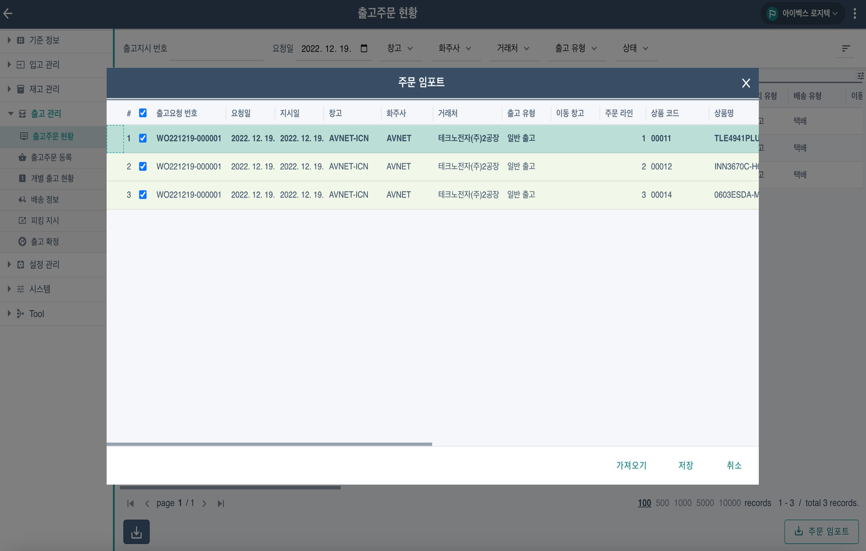 출고주문 현황
아이벡스 로지텍
기준 정보
입고 관리
재고 관리
출고 관리
출고주문 현황
출고주문 등록
개별 출고 현황
배송 정보
피킹 지시
출고 확정
설정 관리
시스템
Tool
출고지시 번호 요청일 2022. 12. 19. 창고 화주사 거래처 출고 유형 상태
유형 배송 유형 이동
고 택배
고 택배
고 택배
주문 임포트
# 출고요청 번호 요청일 지시일 창고 화주사 거래처 출고 유형 이동 창고 주문 라인 상품 코드 상품명
1 WO221219-000001 2022. 12. 19. 2022. 12. 19. AVNET-ICN AVNET 테크노전자(주)2공장 일반 출고 1 00011 TLE4941PLU
2 WO221219-000001 2022. 12. 19. 2022. 12. 19. AVNET-ICN AVNET 테크노전자(주)2공장 일반 출고 2 00012 INN3670C-H
3 WO221219-000001 2022. 12. 19. 2022. 12. 19. AVNET-ICN AVNET 테크노전자(주)2공장 일반 출고 3 00014 0603ESDA-M
가져오기 저장 취소
page 1 / 1
100 500 1000 5000 10000 records 1 - 3 / total 3 records.
주문 임포트